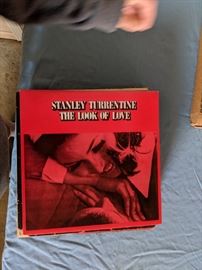 STANLEY TURRENTINE
THE LOOK OF LOVE